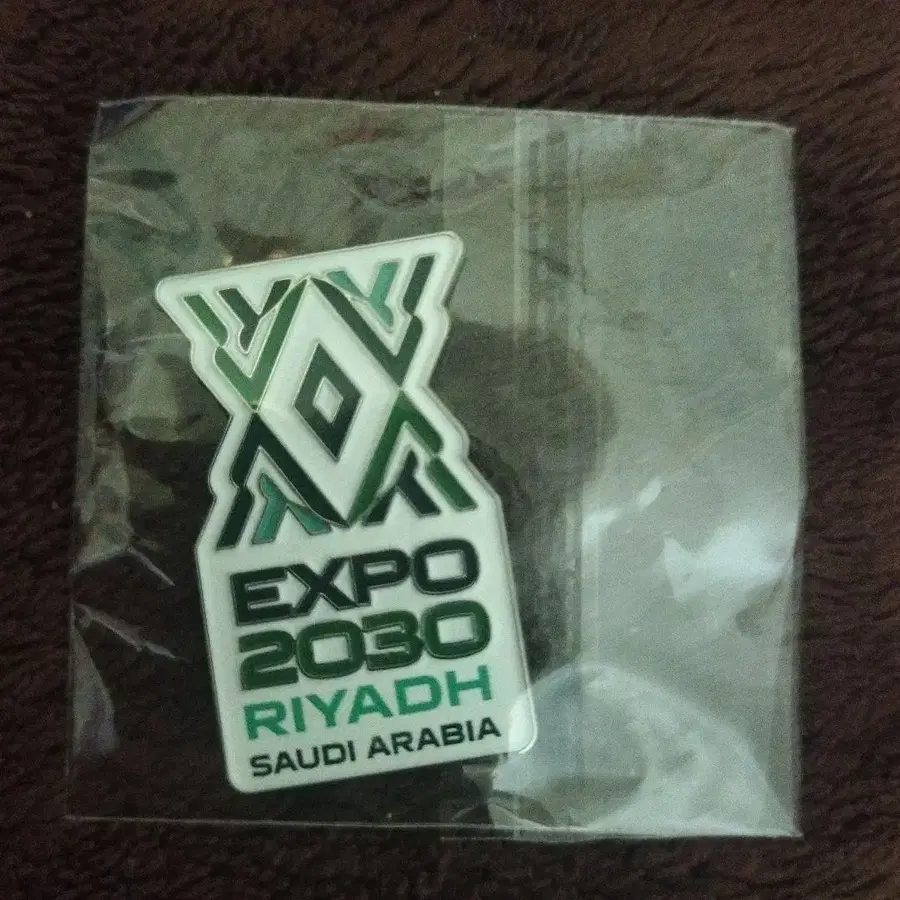 EXPO
2030
RIYADH
SAUDI ARABIA